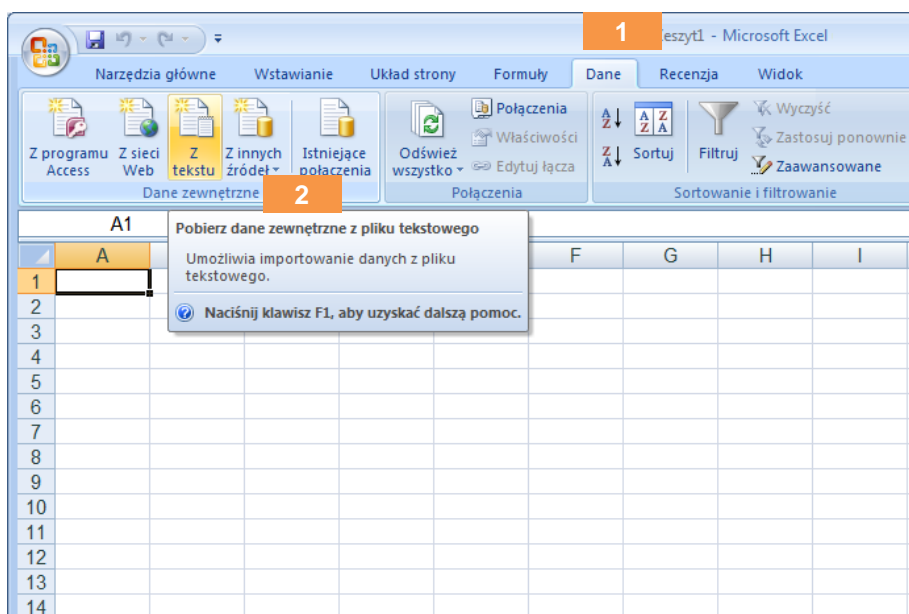 1
Zeszyt1 - Microsoft Excel
Narzędzia główne Wstawianie Układ strony Formuły Dane Recenzja Widok
Z programu Access
Z sieci Web
Z tekstu
Z innych źródeł
Istniejące połączenia
Dane zewnętrzne
2
Odśwież wszystko
Połączenia
Właściwości
Edytuj łącza
Połączenia
A Z
Z A
A Z
Z A
Sortuj
Filtruj
Wyczyść
Zastosuj ponownie
Zaawansowane
Sortowanie i filtrowanie
A1
Pobierz dane zewnętrzne z pliku tekstowego
Umożliwia importowanie danych z pliku
tekstowego.
Naciśnij klawisz F1, aby uzyskać dalszą pomoc.
A F G H I
1
2
3
4
5
6
7
8
9
10
11
12
13
14